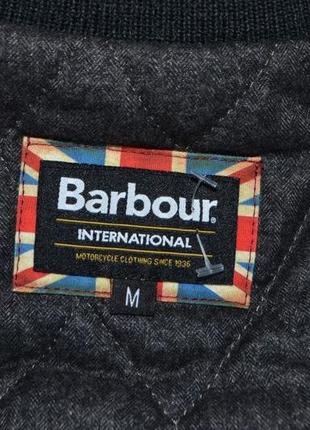 Barbour
INTERNATIONAL
MOTORCYCLE CLOTHING SINCE 1936
M